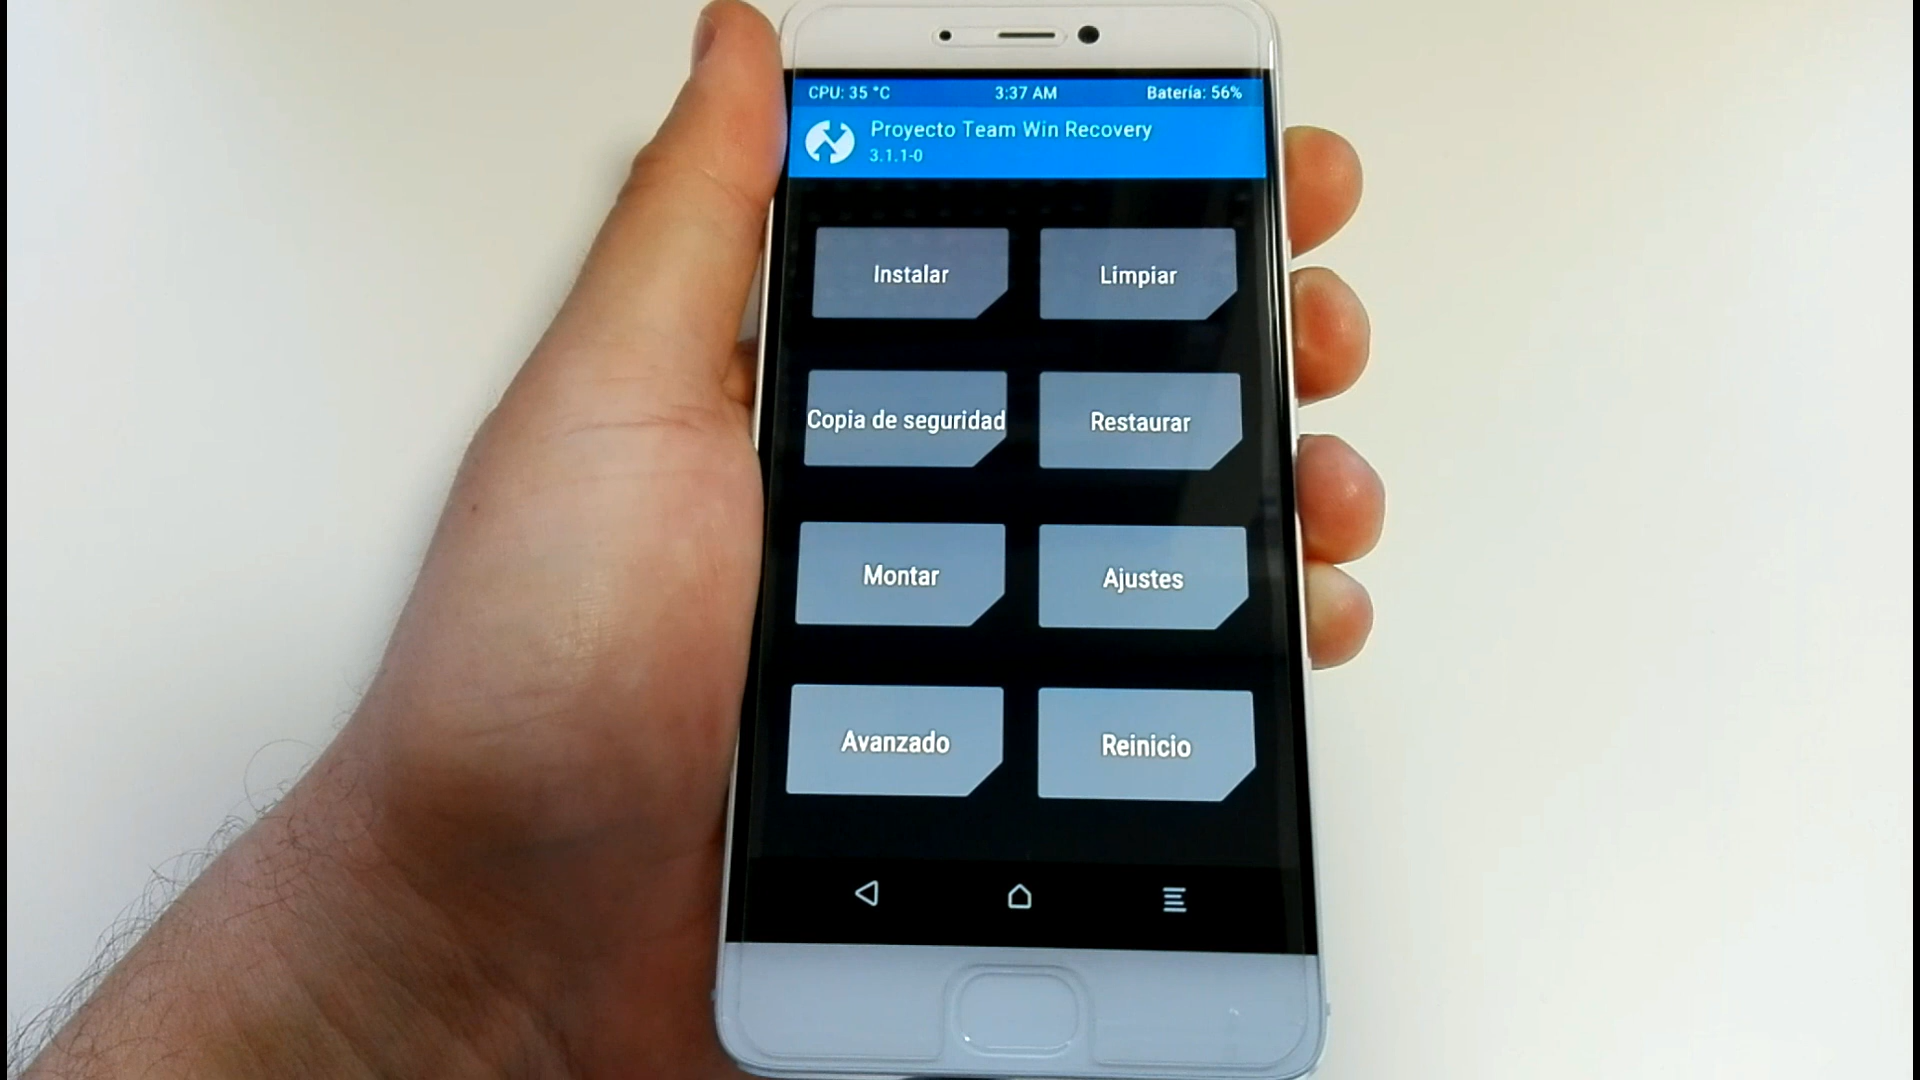 CPU: 35 °C 3:37 AM Batería: 56%
Proyecto Team Win Recovery
3.1.1-0
Instalar Limpiar
Copia de seguridad Restaurar
Montar Ajustes
Avanzado Reinicio